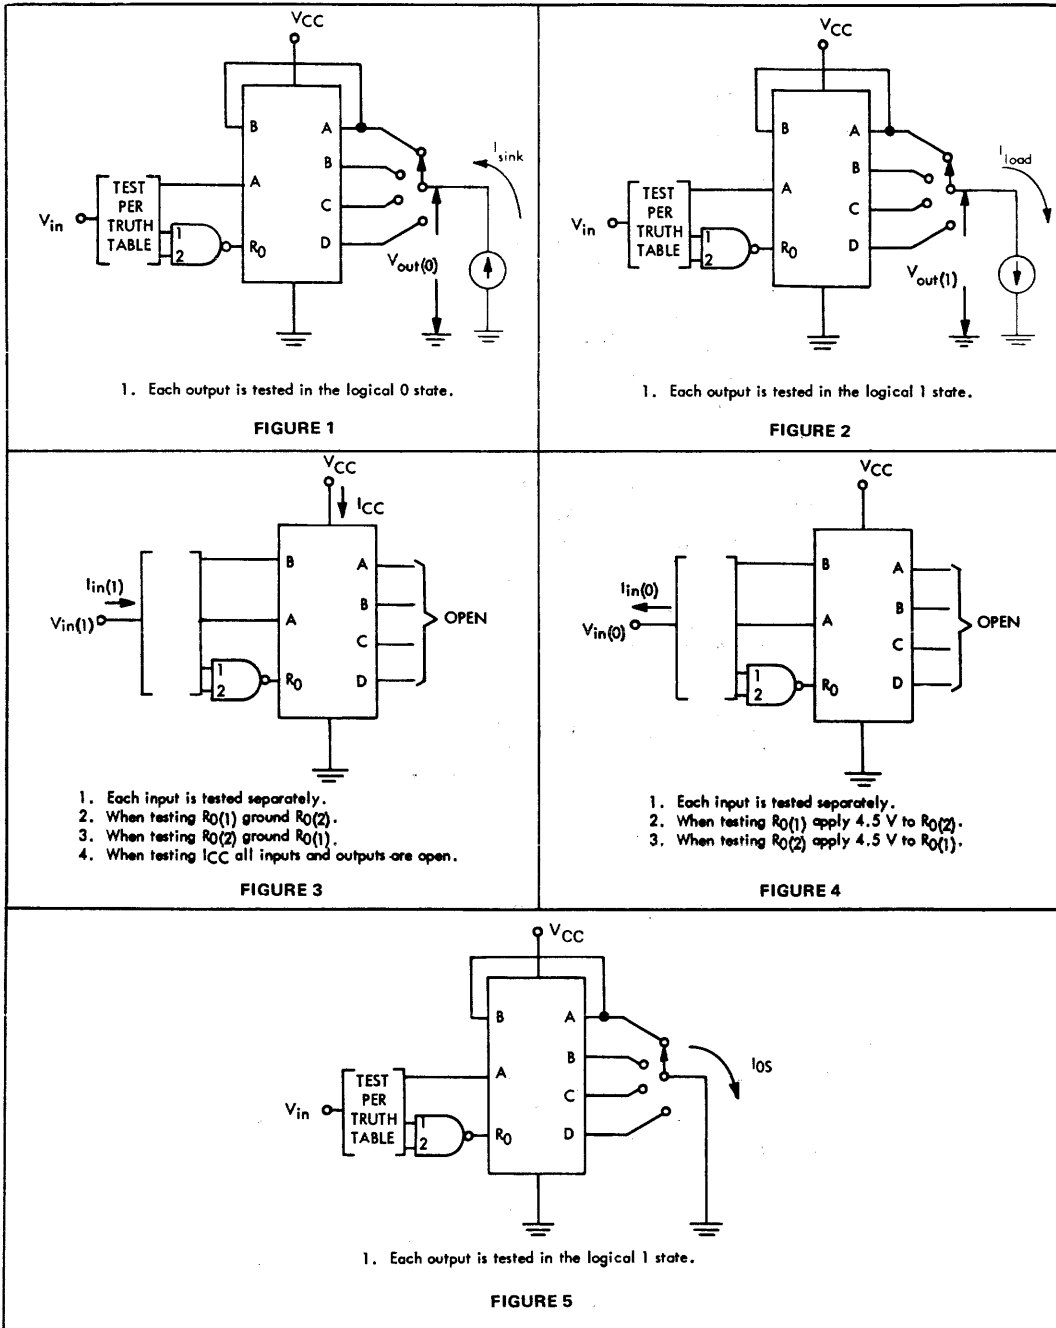 VCC
B
A
R0
A
B
C
D
Vin
TEST
PER
TRUTH
TABLE
1
2
Isink
Vout(0)
1. Each output is tested in the logical 0 state.
FIGURE 1
VCC
B
A
R0
A
B
C
D
Vin
TEST
PER
TRUTH
TABLE
1
2
Iload
Vout(1)
1. Each output is tested in the logical 1 state.
FIGURE 2
VCC
ICC
Iin(1)
Vin(1)
B
A
R0
1
2
A
B
C
D
OPEN
1. Each input is tested separately.
2. When testing R0(1) ground R0(2).
3. When testing R0(2) ground R0(1).
4. When testing ICC all inputs and outputs are open.
FIGURE 3
VCC
Iin(0)
Vin(0)
B
A
R0
1
2
A
B
C
D
OPEN
1. Each input is tested separately.
2. When testing R0(1) apply 4.5 V to R0(2).
3. When testing R0(2) apply 4.5 V to R0(1).
FIGURE 4
VCC
B
A
R0
A
B
C
D
Vin
TEST
PER
TRUTH
TABLE
1
2
IOS
1. Each output is tested in the logical 1 state.
FIGURE 5